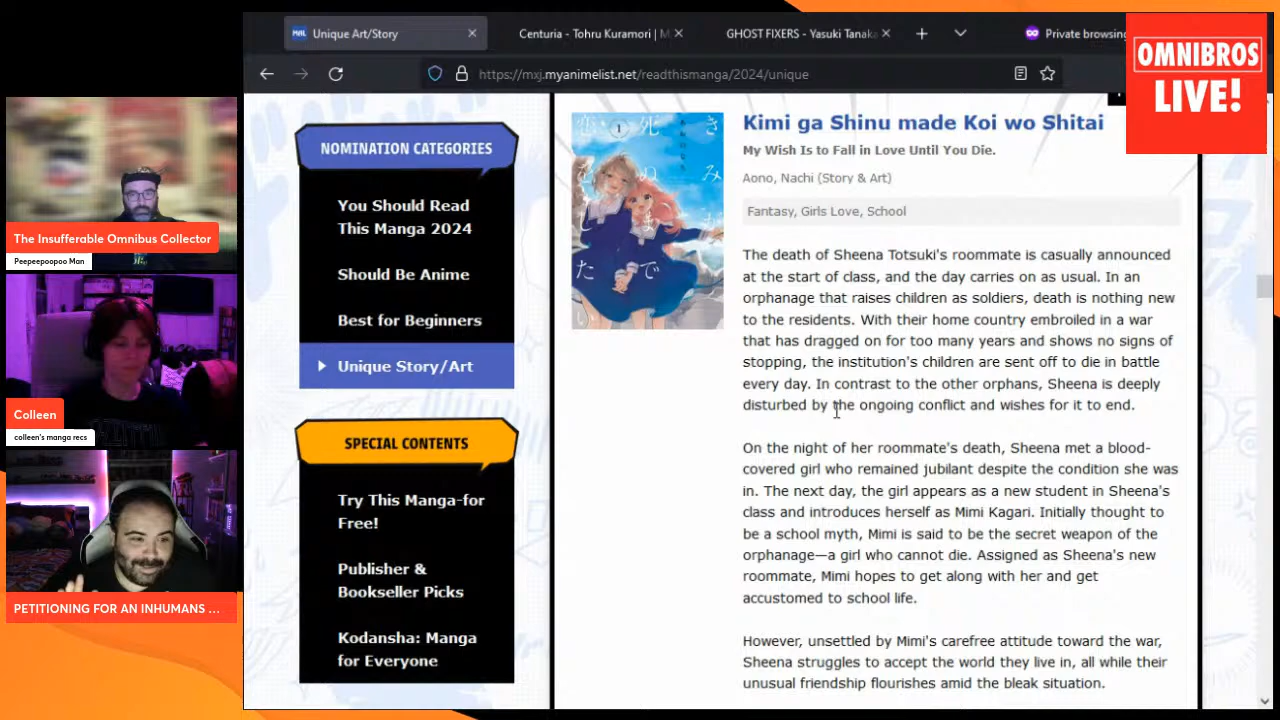 Unique Art/Story
Centuria - Tohru Kuramori | M
GHOST FIXERS - Yasuki Tanaka
Private browsing
https://mxj.myanimelist.net/readthismanga/2024/unique
OMNIBROS
LIVE!
The Insufferable Omnibus Collector
Peepeepoopoo Man
Colleen
colleen's manga recs
PETITIONING FOR AN INHUMANS ...
NOMINATION CATEGORIES
You Should Read
This Manga 2024
Should Be Anime
Best for Beginners
Unique Story/Art
SPECIAL CONTENTS
Try This Manga-for
Free!
Publisher &
Bookseller Picks
Kodansha: Manga
for Everyone
きみが
死ぬまで
恋をしたい
1
Kimi ga Shinu made Koi wo Shitai
My Wish Is to Fall in Love Until You Die.
Aono, Nachi (Story & Art)
Fantasy, Girls Love, School
The death of Sheena Totsuki's roommate is casually announced
at the start of class, and the day carries on as usual. In an
orphanage that raises children as soldiers, death is nothing new
to the residents. With their home country embroiled in a war
that has dragged on for too many years and shows no signs of
stopping, the institution's children are sent off to die in battle
every day. In contrast to the other orphans, Sheena is deeply
disturbed by the ongoing conflict and wishes for it to end.
On the night of her roommate's death, Sheena met a blood-
covered girl who remained jubilant despite the condition she was
in. The next day, the girl appears as a new student in Sheena's
class and introduces herself as Mimi Kagari. Initially thought to
be a school myth, Mimi is said to be the secret weapon of the
orphanage—a girl who cannot die. Assigned as Sheena's new
roommate, Mimi hopes to get along with her and get
accustomed to school life.
However, unsettled by Mimi's carefree attitude toward the war,
Sheena struggles to accept the world they live in, all while their
unusual friendship flourishes amid the bleak situation.